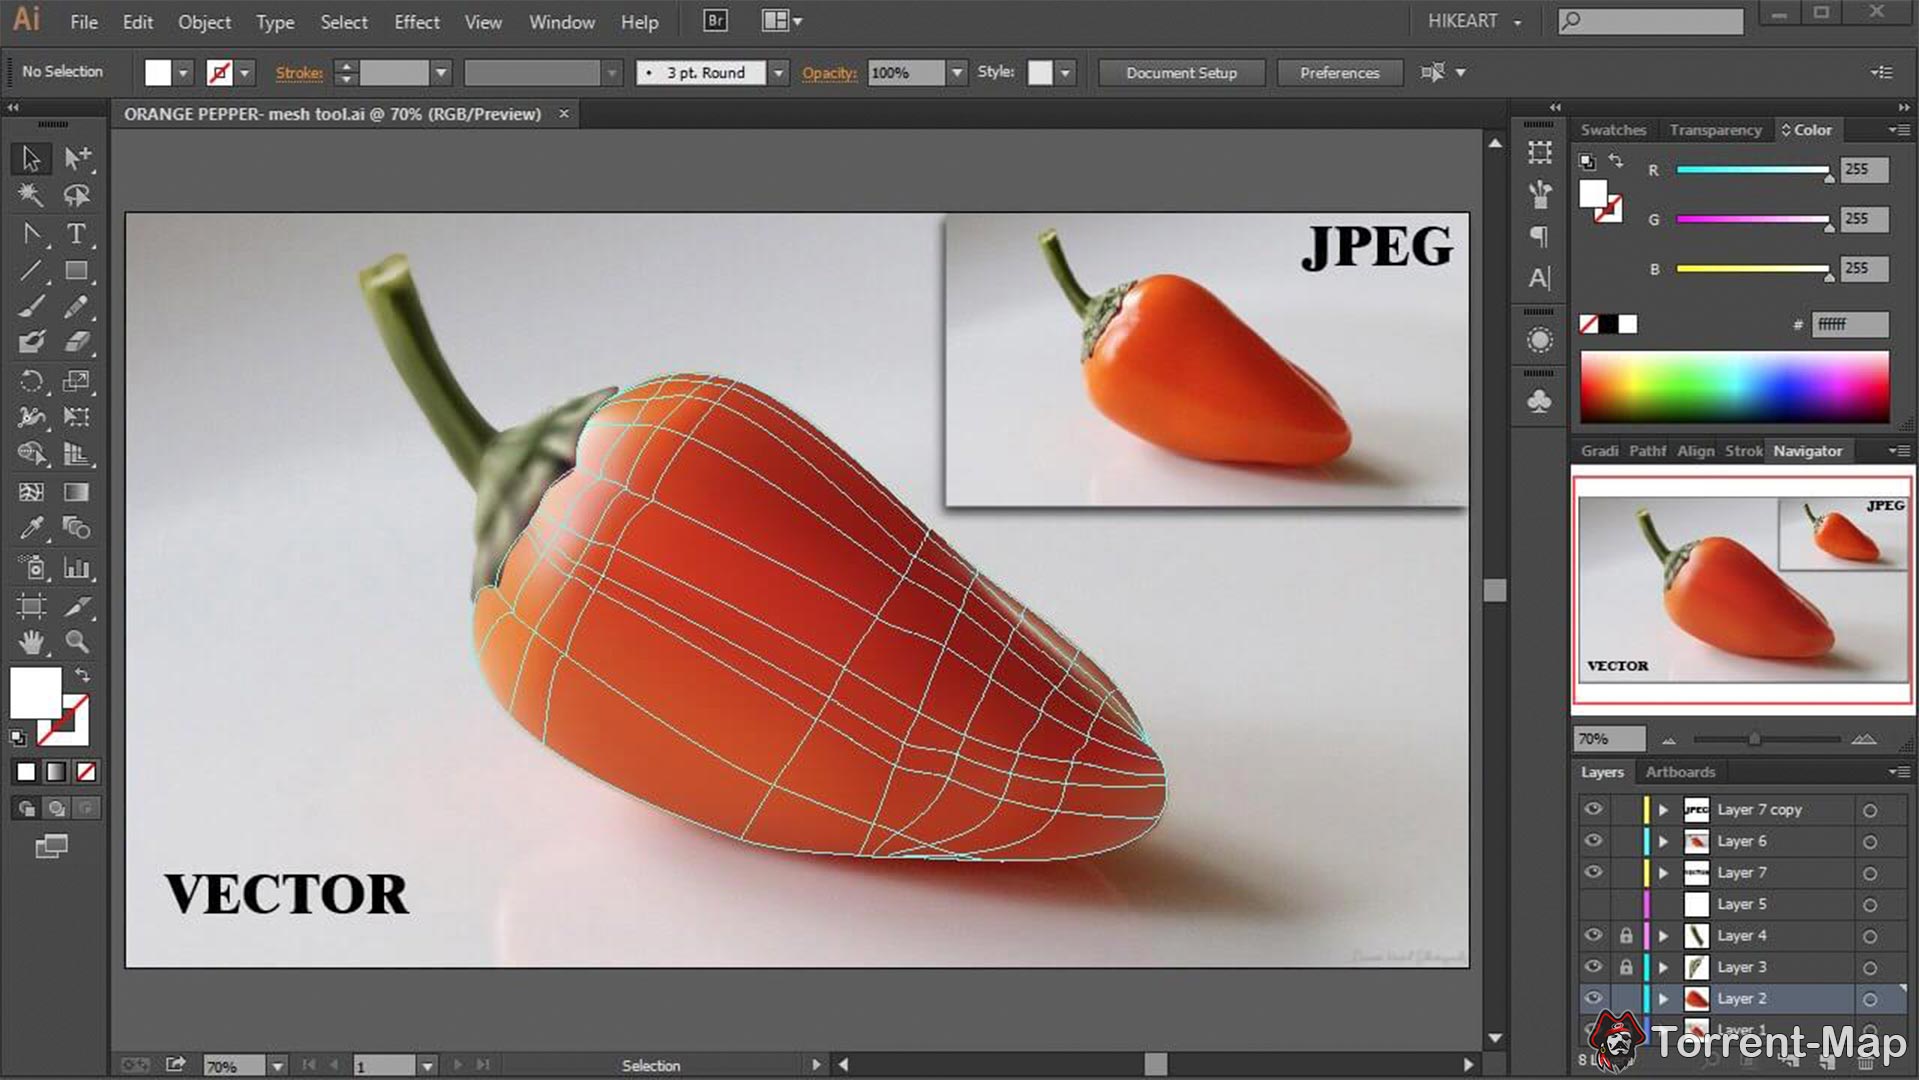 Ai File Edit Object Type Select Effect View Window Help Br HIKEART
No Selection Stroke: 3 pt. Round Opacity: 100% Style: Document Setup Preferences
ORANGE PEPPER- mesh tool.ai @ 70% (RGB/Preview)
JPEG
VECTOR
Swatches Transparency Color
R 255
G 255
B 255
# ffffff
Gradi Pathf Align Strok Navigator
JPEG
VECTOR
70%
Layers Artboards
Layer 7 copy
Layer 6
Layer 7
Layer 5
Layer 4
Layer 3
Layer 2
Layer 1
Torrent-Map
70% 1 Selection